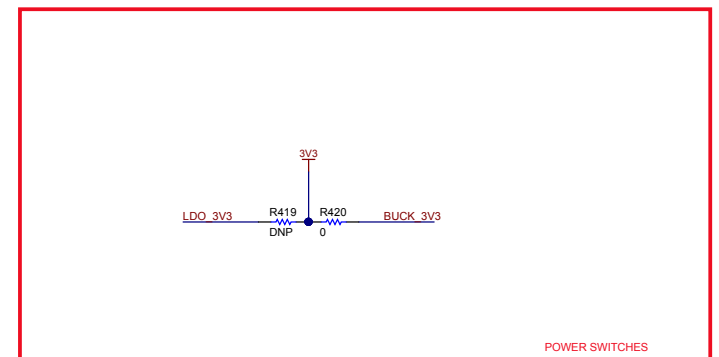 3V3
LDO_3V3
R419
R420
BUCK_3V3
DNP
0
POWER SWITCHES